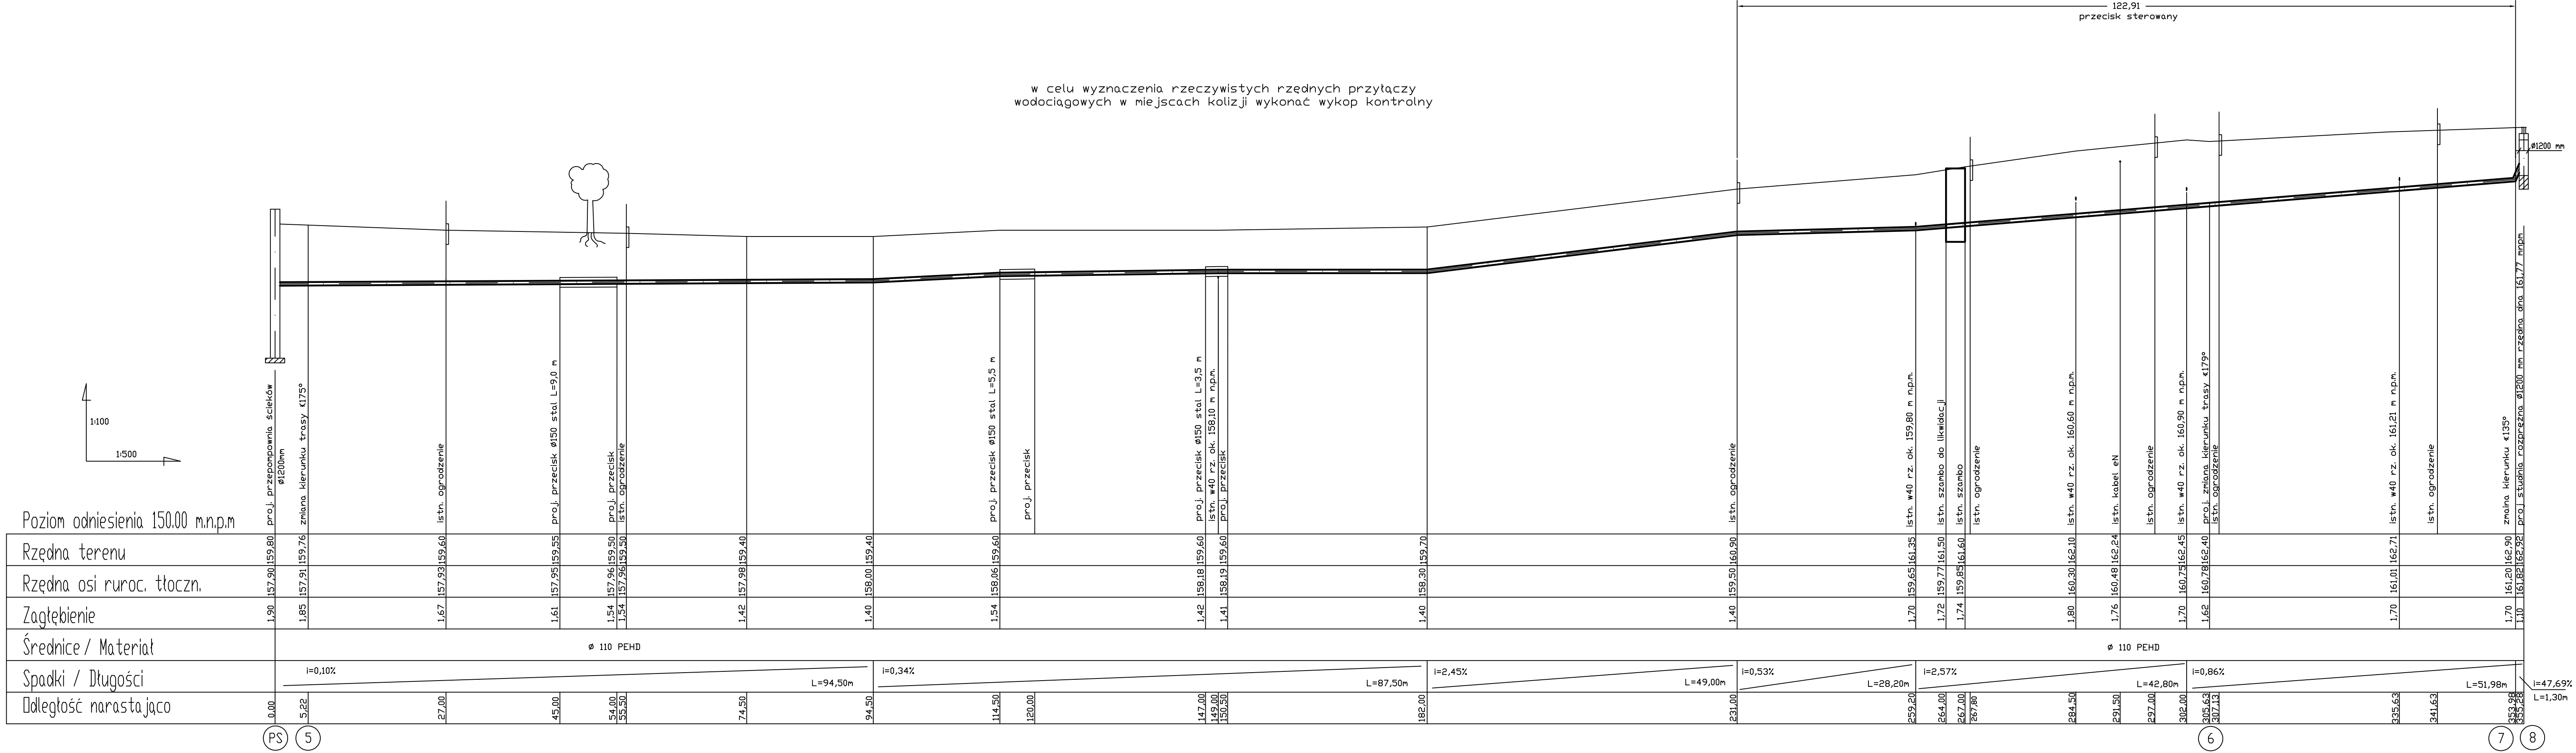 122,91
przecisk sterowany
w celu wyznaczenia rzeczywistych rzędnych przyłączy
wodociągowych w miejscach kolizji wykonać wykop kontrolny
Ø1200 mm
1:100
1:500
proj. przepompownia ścieków
Ø1200mm
zmiana kierunku trasy ∢175°
istn. ogrodzenie
proj. przecisk Ø150 stal L=9,0 m
proj. przecisk
istn. ogrodzenie
proj. przecisk Ø150 stal L=5,5 m
proj. przecisk
proj. przecisk Ø150 stal L=3,5 m
istn. w40 rz. ok. 158,10 m n.p.m.
proj. przecisk
istn. ogrodzenie
istn. w40 rz. ok. 159,80 m n.p.m.
istn. szambo do likwidacji
istn. szambo
istn. ogrodzenie
istn. w40 rz. ok. 160,60 m n.p.m.
istn. kabel eN
istn. ogrodzenie
istn. w40 rz. ok. 160,90 m n.p.m.
proj. zmiana kierunku trasy ∢179°
istn. ogrodzenie
istn. w40 rz. ok. 161,21 m n.p.m.
istn. ogrodzenie
zmaina kierunku ∢135°
proj studnia rozprężna Ø1200 mm rzędna dna 161,77 mnpm
Poziom odniesienia 150.00 m.n.p.m
Rzędna terenu
159,80 159,76 159,60 159,55 159,50 159,50 159,40 159,40 159,60 159,60 159,60 159,70 160,90 161,35 161,50 161,60 162,10 162,24 162,45 162,40 162,71 162,90 162,92
Rzędna osi ruroc. tłoczn.
157,90 157,91 157,93 157,95 157,96 157,96 157,98 158,00 158,06 158,18 158,19 158,30 159,50 159,65 159,77 159,85 160,30 160,48 160,75 160,78 161,01 161,20 161,82
Zagłębienie
1,90 1,85 1,67 1,61 1,54 1,54 1,42 1,40 1,54 1,42 1,41 1,40 1,40 1,70 1,72 1,74 1,80 1,76 1,70 1,62 1,70 1,70 1,10
Średnice/ Materiał
Ø 110 PEHD
Ø 110 PEHD
Spadki / Długości
i=0,10% L=94,50m
i=0,34% L=87,50m
i=2,45% L=49,00m
i=0,53% L=28,20m
i=2,57% L=42,80m
i=0,86% L=51,98m
i=47,69%
L=1,30m
Odległość narastająco
0,00 5,22 27,00 45,00 54,00 55,50 74,50 94,50 114,50 120,00 147,00 149,00 150,50 182,00 231,00 259,20 264,00 267,00 267,80 284,50 291,50 297,00 302,00 305,63 307,13 335,63 341,63 353,98 355,28
PS 5 6 7 8